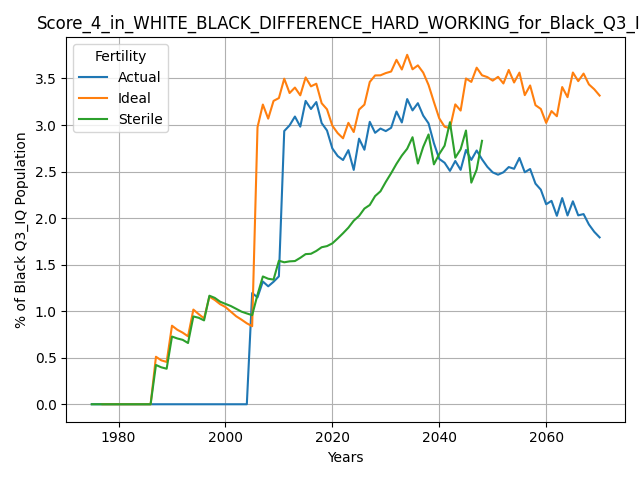 Score_4_in_WHITE_BLACK_DIFFERENCE_HARD_WORKING_for_Black_Q3_I
Fertility
Actual
Ideal
Sterile
% of Black Q3_IQ Population
3.5
3.0
2.5
2.0
1.5
1.0
0.5
0.0
1980 2000 2020 2040 2060
Years